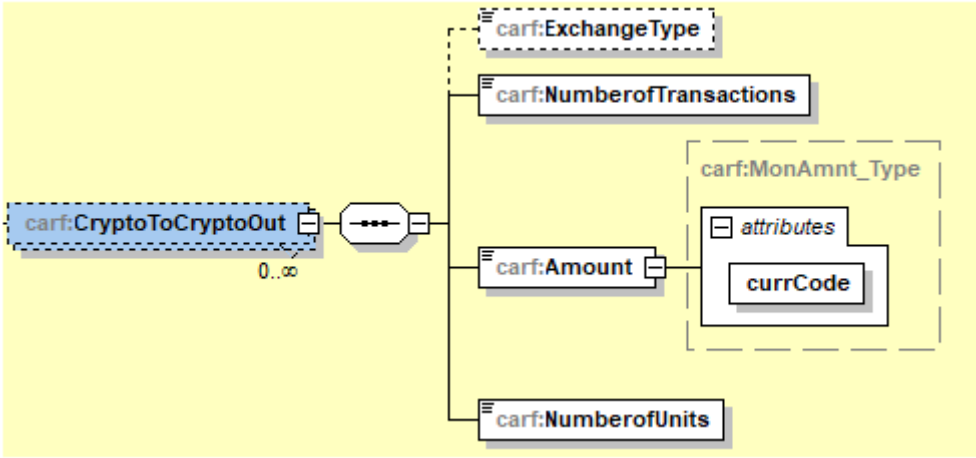 carf:ExchangeType
carf:NumberofTransactions
carf:MonAmnt_Type
carf:CryptoToCryptoOut
attributes
0..∞
carf:Amount
currCode
carf:NumberofUnits